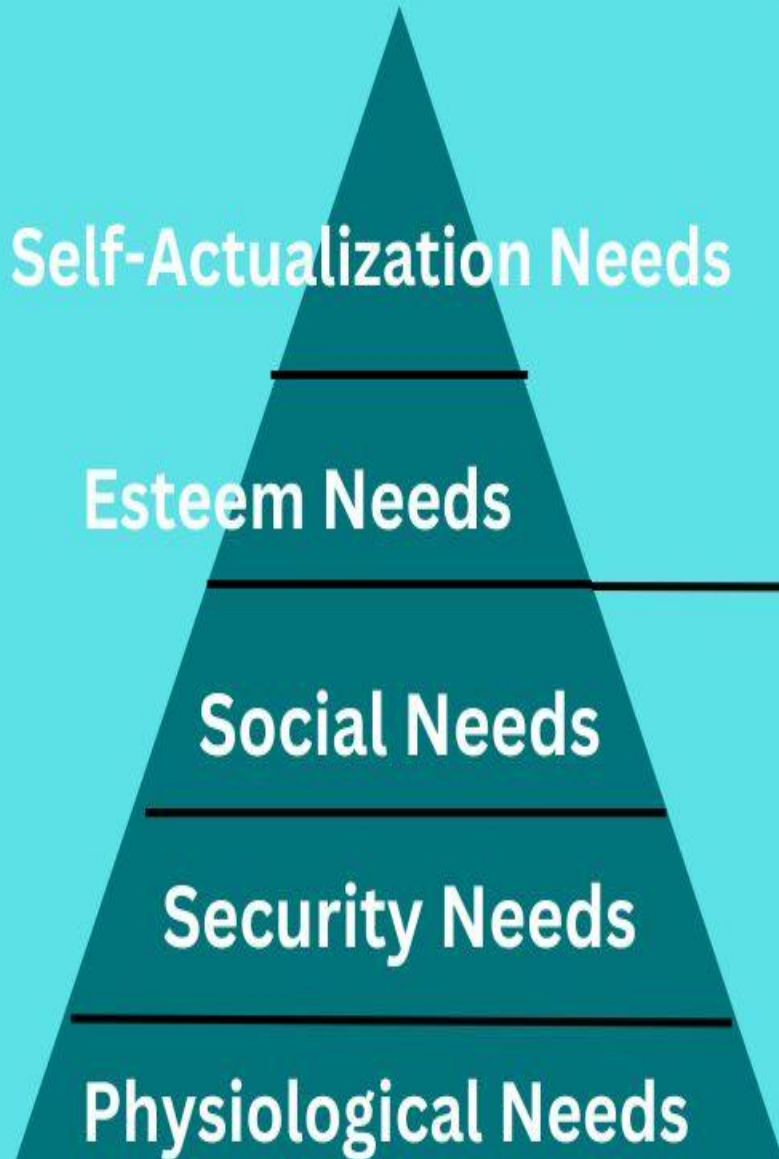 Self-Actualization Needs
Esteem Needs
Social Needs
Security Needs
Physiological Needs